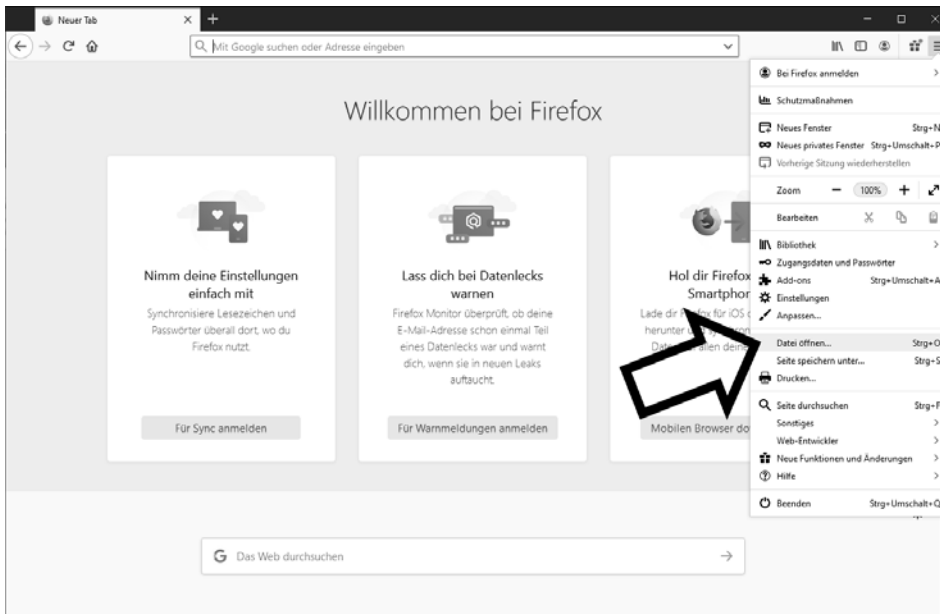 Neuer Tab
Mit Google suchen oder Adresse eingeben
Willkommen bei Firefox
Nimm deine Einstellungen
einfach mit
Synchronisiere Lesezeichen und
Passwörter überall dort, wo du
Firefox nutzt.
Für Sync anmelden
Lass dich bei Datenlecks
warnen
Firefox Monitor überprüft, ob deine
E-Mail-Adresse schon einmal Teil
eines Datenlecks war und warnt
dich, wenn sie in neuen Leaks
auftaucht.
Für Warnmeldungen anmelden
Hol dir Firefox
Lade dir Firefox für iOS
herunter und
allen
Mobilen Browser
Bei Firefox anmelden
Schutzmaßnahmen
Neues Fenster Strg+N
Neues privates Fenster Strg+Umschalt+P
Vorherige Sitzung wiederherstellen
Zoom 100%
Bearbeiten
Bibliothek
Zugangsdaten und Passwörter
Add-ons Strg+Umschalt+A
Einstellungen
Anpassen...
Datei öffnen... Strg+O
Seite speichern unter... Strg+S
Drucken...
Seite durchsuchen Strg+F
Sonstiges
Web-Entwickler
Neue Funktionen und Änderungen
Hilfe
Beenden Strg+Umschalt+Q
G Das Web durchsuchen